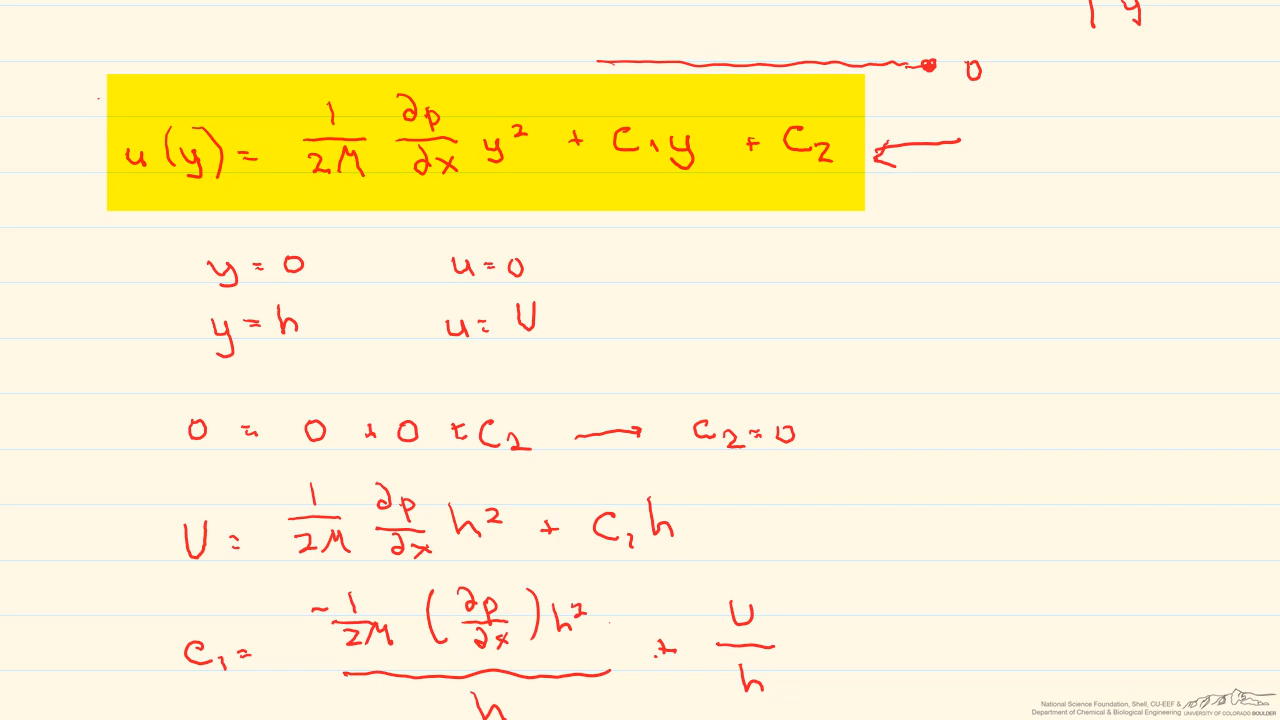 y
0
u(y) = 1/2μ ∂p/∂x y² + C₁y + C₂ ←
y = 0 u = 0
y = h u = U
0 = 0 + 0 + C₂ → C₂ = 0
U = 1/2μ ∂p/∂x h² + C₁h
C₁ = -1/2μ (∂p/∂x) h² / h + U/h
National Science Foundation, Shell, CU-EEF &
Department of Chemical & Biological Engineering UNIVERSITY OF COLORADO BOULDER